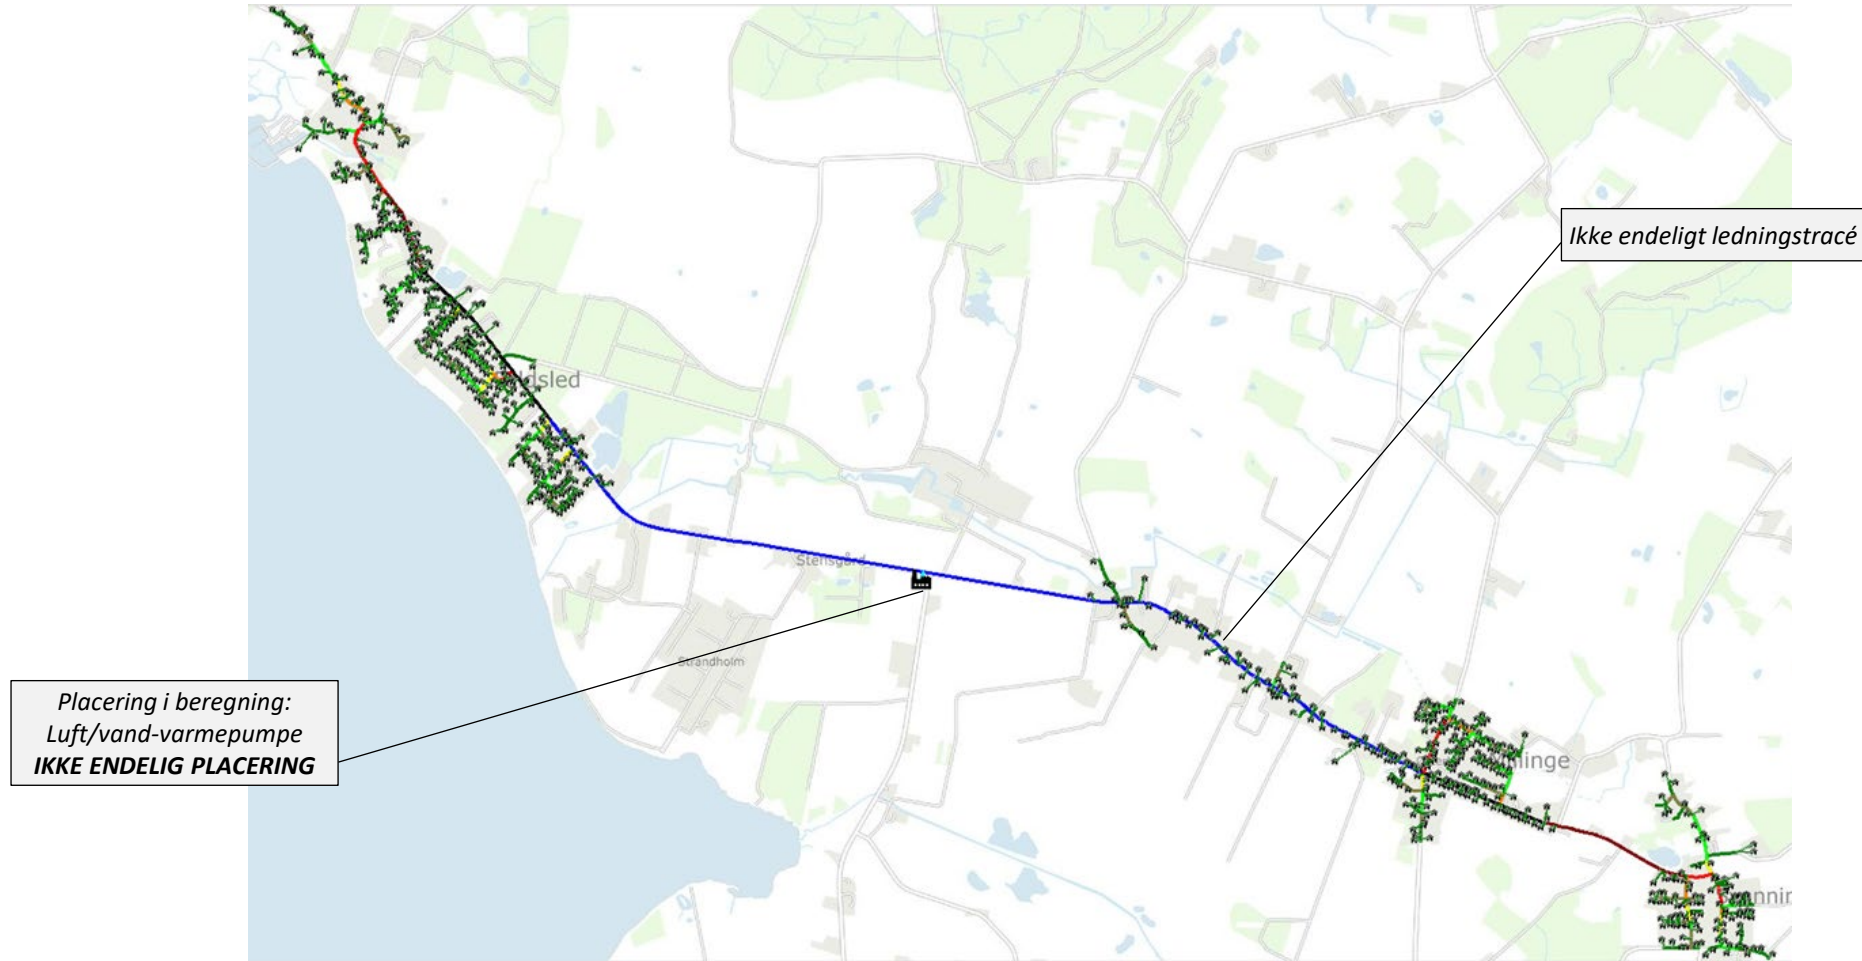 Ikke endeligt ledningstracé
Stensgård
Strandholm
Placering i beregning:
Luft/vand-varmepumpe
IKKE ENDELIG PLACERING